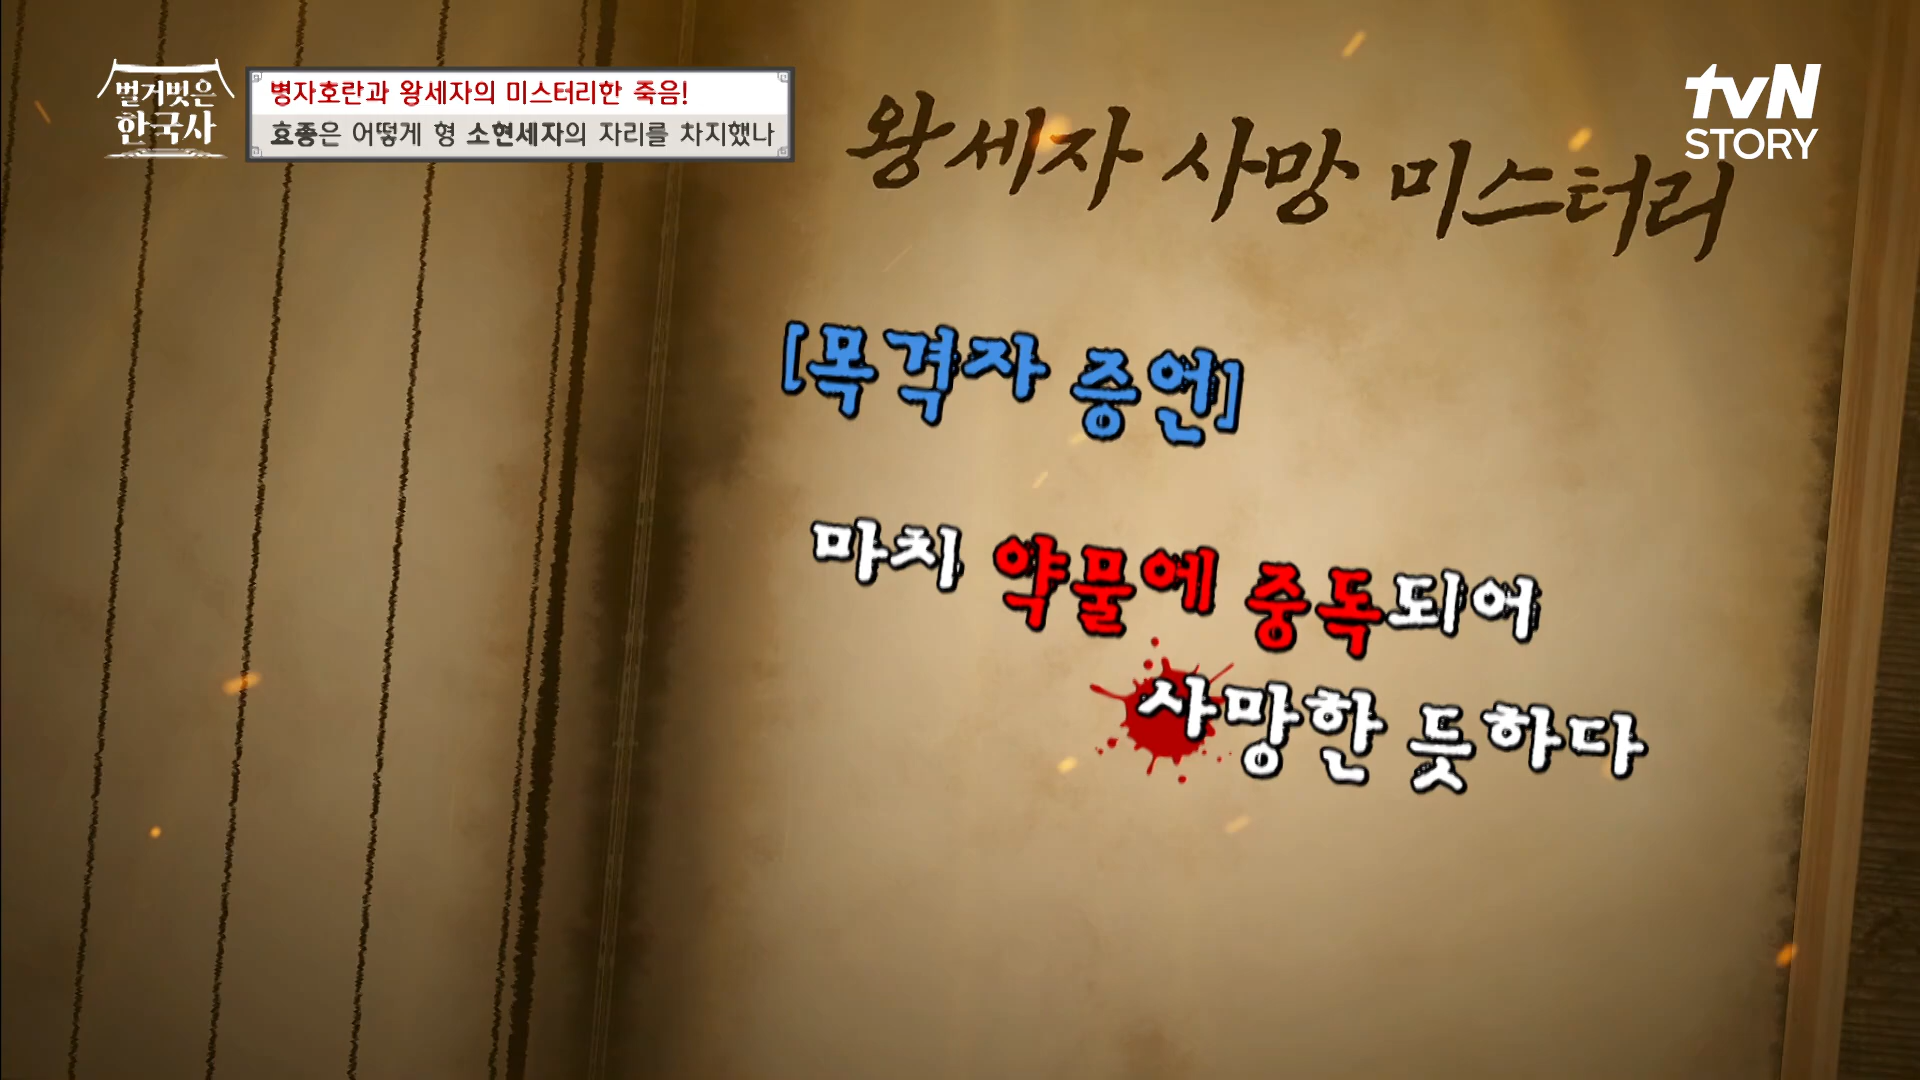 벌거벗은
한국사
병자호란과 왕세자의 미스터리한 죽음!
효종은 어떻게 형 소현세자의 자리를 차지했나
tvN
STORY
왕세자 사망 미스터리
[목격자 증언]
마치 약물에 중독되어
사망한 듯하다